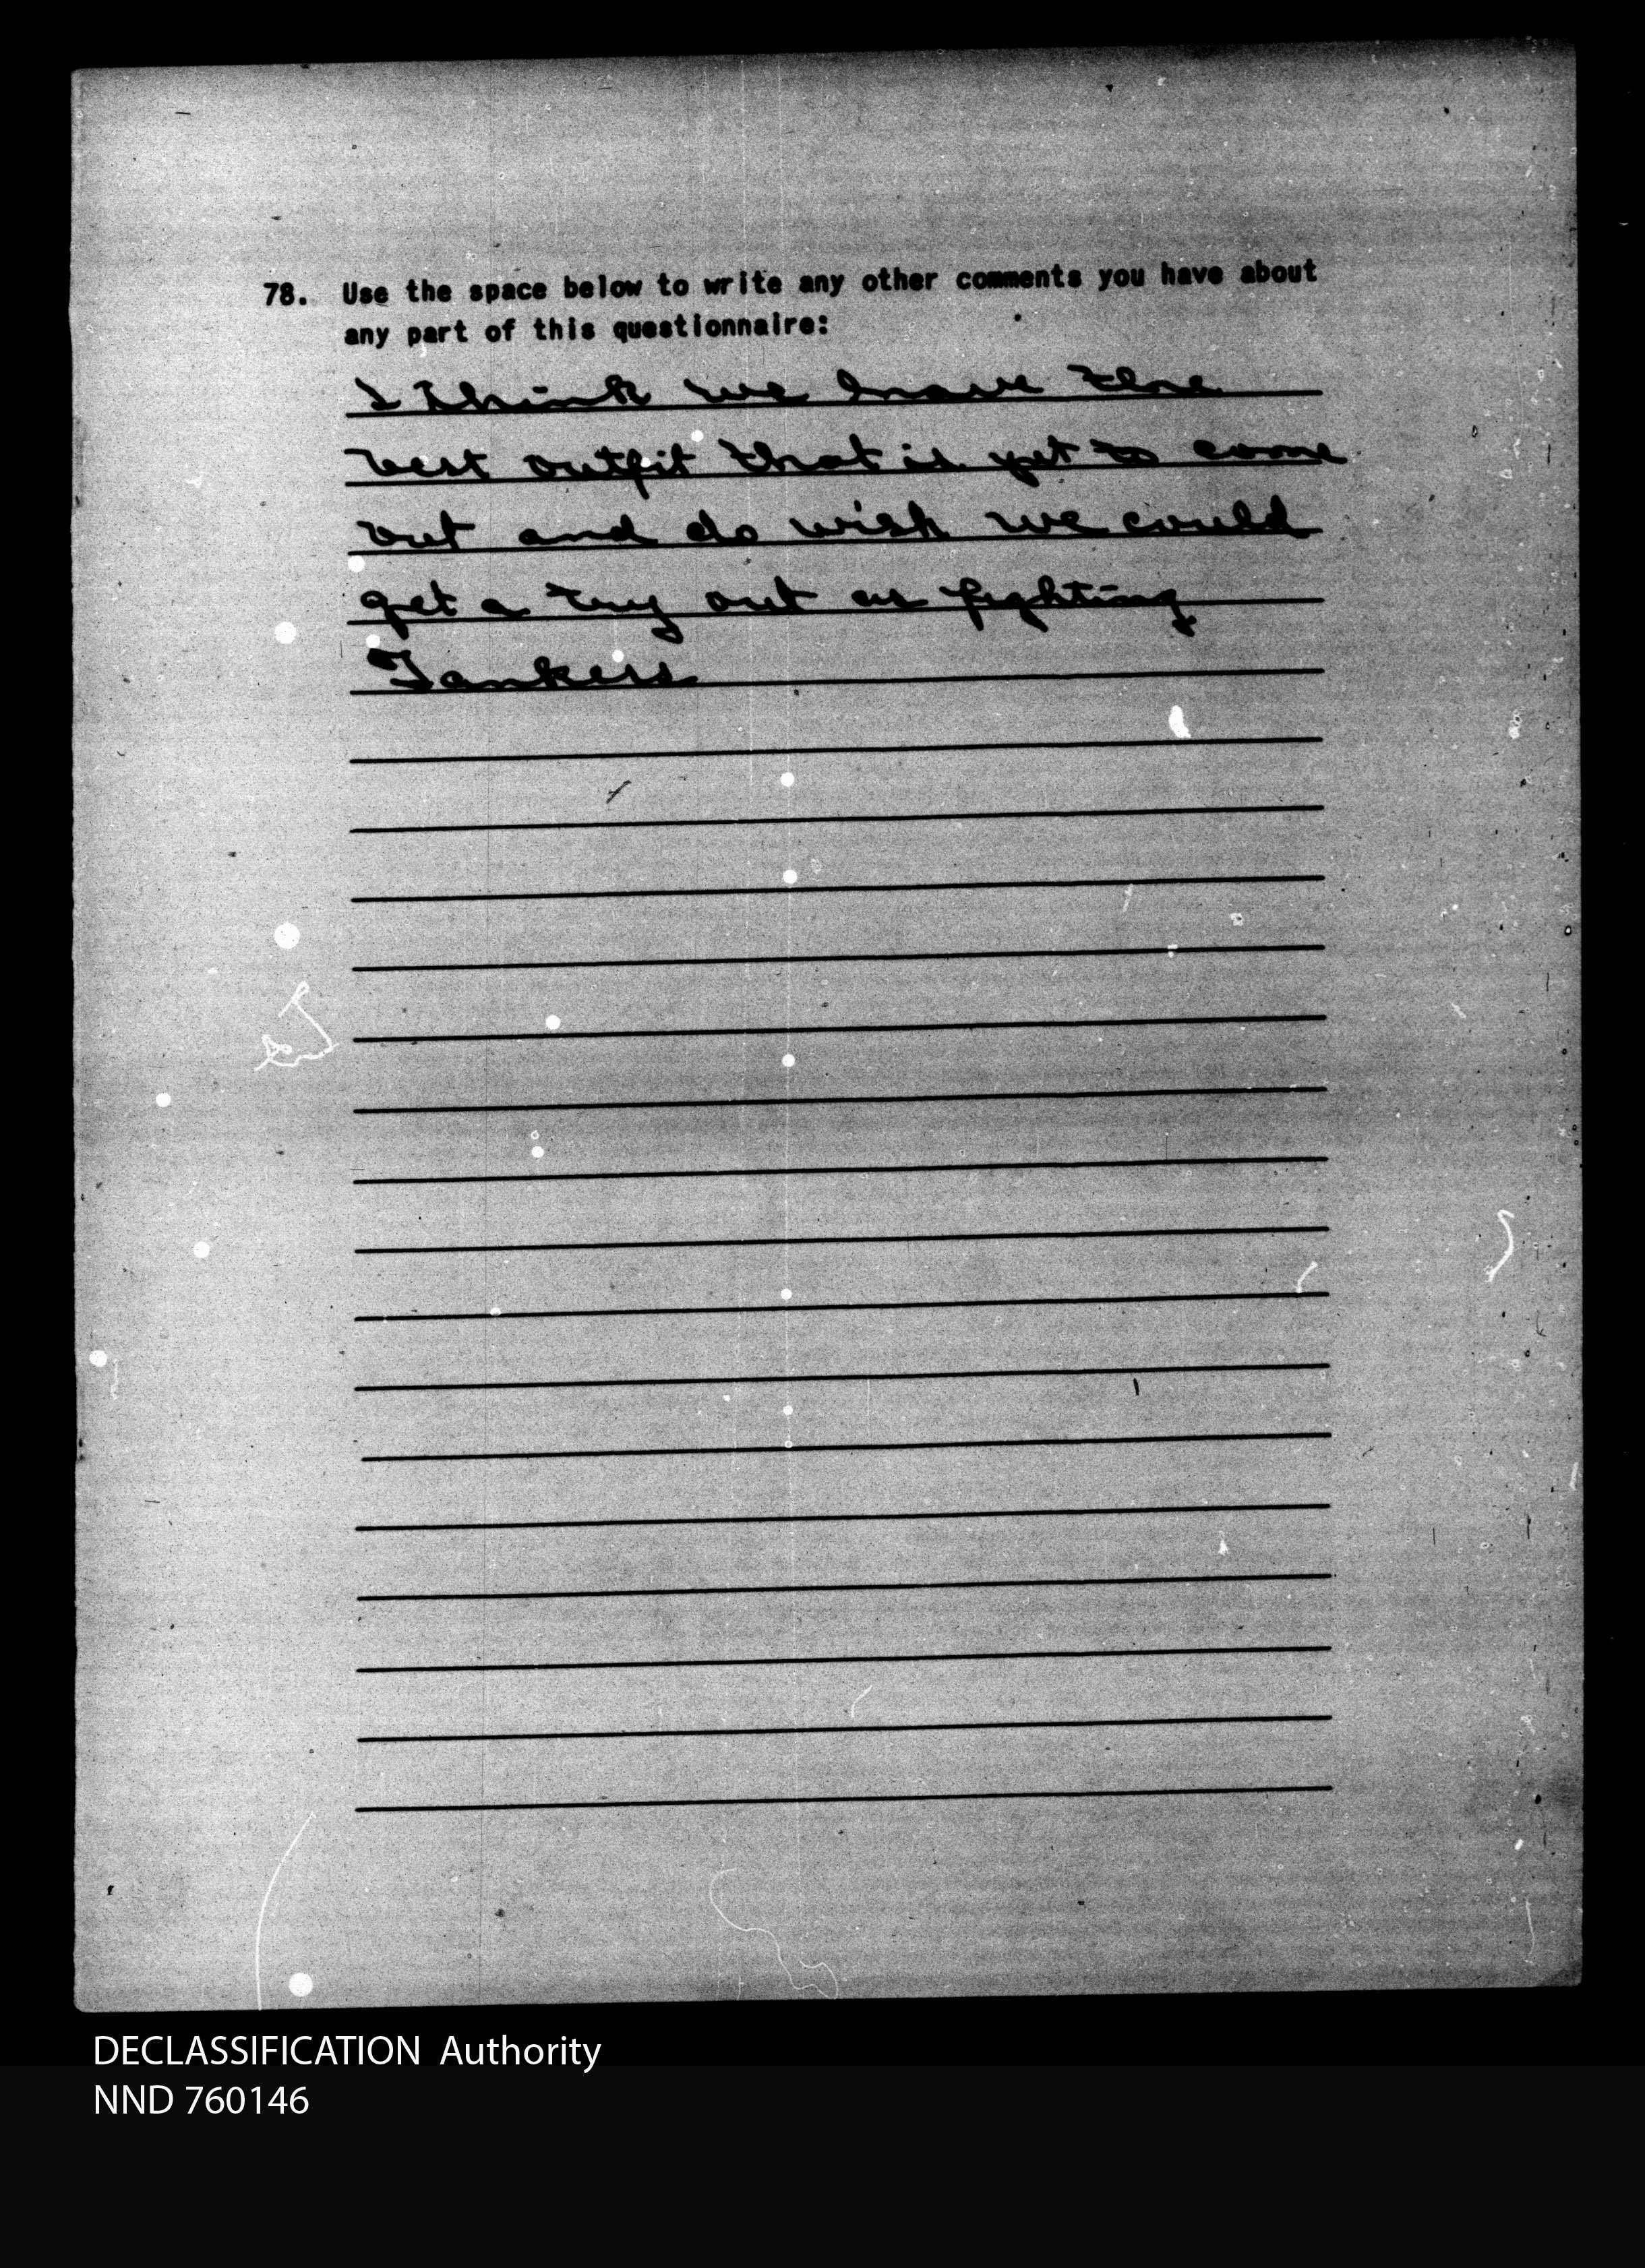 78. Use the space below to write any other comments you have about
any part of this questionnaire:
I think we have the
best outfit that is yet to come
out and do wish we could
get a try out as fighting
Tankers
DECLASSIFICATION Authority
NND 760146